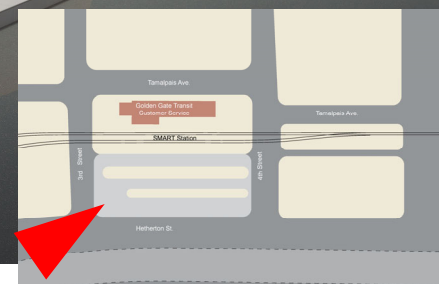 Tamalpais Ave.
Golden Gate Transit
Customer Service
Tamalpais Ave.
SMART Station
3rd Street
4th Street
Hetherton St.